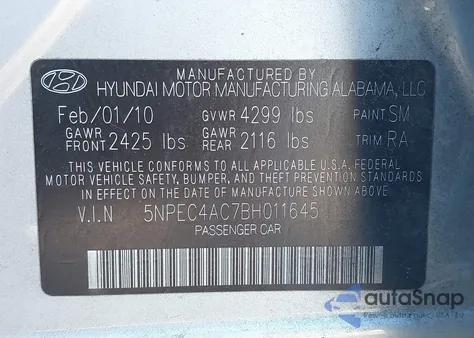 MANUFACTURED BY
HYUNDAI MOTOR MANUFACTURING ALABAMA, LLC
Feb/01/10 GVWR 4299 lbs PAINT SM
GAWR FRONT 2425 lbs GAWR REAR 2116 lbs TRIM RA
THIS VEHICLE CONFORMS TO ALL APPLICABLE U.S.A. FEDERAL
MOTOR VEHICLE SAFETY, BUMPER, AND THEFT PREVENTION
STANDARDS IN EFFECT ON THE DATE OF MANUFACTURE SHOWN ABOVE.
V.I.N 5NPEC4AC7BH011645
PASSENGER CAR
autoSnap